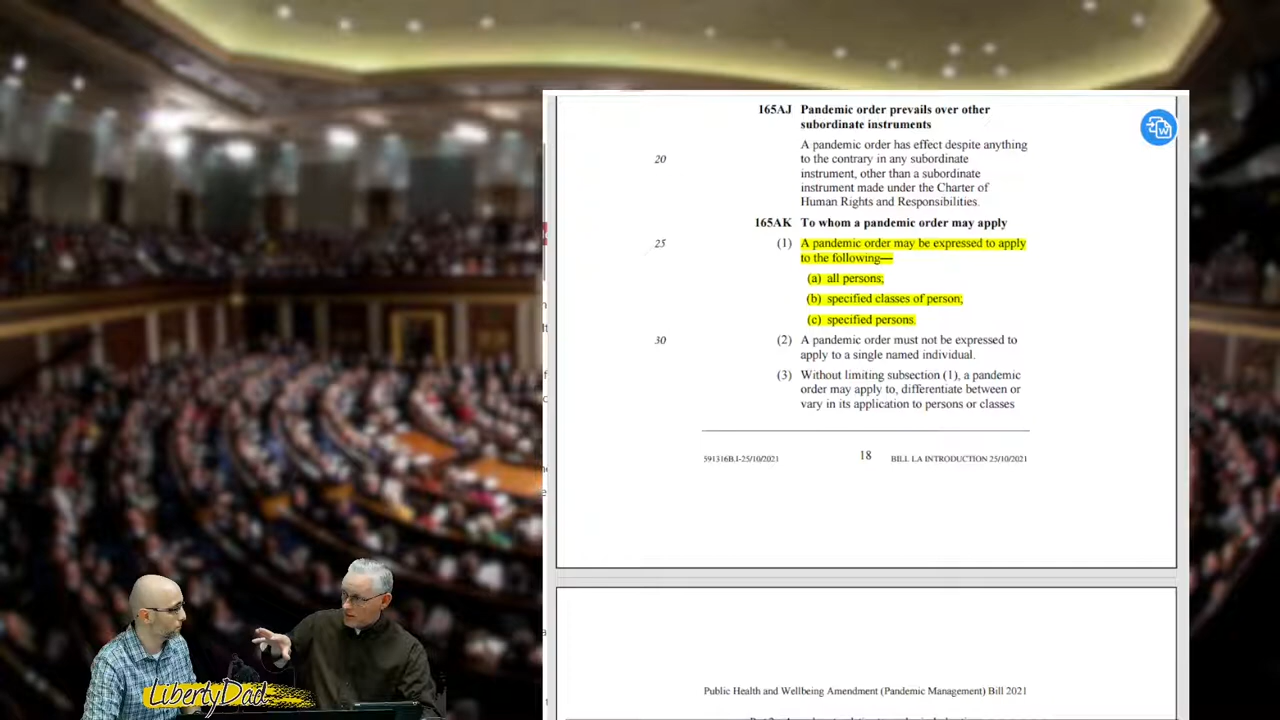 165AJ Pandemic order prevails over other
subordinate instruments
A pandemic order has effect despite anything
20 to the contrary in any subordinate
instrument, other than a subordinate
instrument made under the Charter of
Human Rights and Responsibilities.
165AK To whom a pandemic order may apply
25 (1) A pandemic order may be expressed to apply
to the following—
(a) all persons;
(b) specified classes of person;
(c) specified persons.
30 (2) A pandemic order must not be expressed to
apply to a single named individual.
(3) Without limiting subsection (1), a pandemic
order may apply to, differentiate between or
vary in its application to persons or classes
591316B.I-25/10/2021 18 BILL LA INTRODUCTION 25/10/2021
Public Health and Wellbeing Amendment (Pandemic Management) Bill 2021
LibertyDad